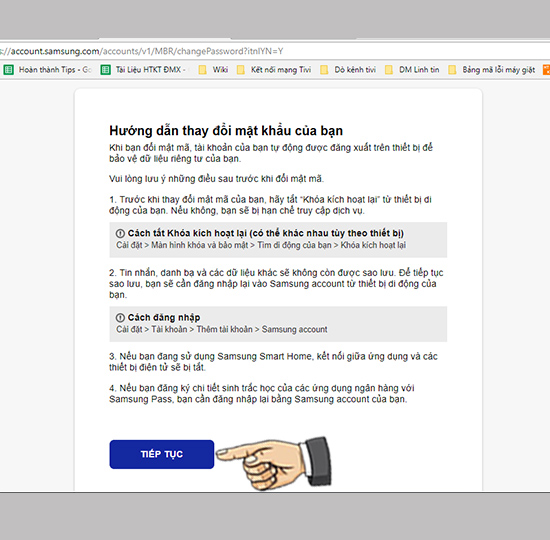 s://account.samsung.com/accounts/v1/MBR/changePassword?itnlYN=Y
Hoàn thành Tips - Go
Tài Liệu HTKT ĐMX -
Wiki
Kết nối mạng Tivi
Dò kênh tivi
DM Linh tin
Bảng mã lỗi máy giặt
Hướng dẫn thay đổi mật khẩu của bạn
Khi bạn đổi mật mã, tài khoản của bạn tự động được đăng xuất trên thiết bị để
bảo vệ dữ liệu riêng tư của bạn.
Vui lòng lưu ý những điều sau trước khi đổi mật mã.
1. Trước khi thay đổi mật mã của bạn, hãy tắt “Khóa kích hoạt lại” từ thiết bị di
động của bạn. Nếu không, bạn sẽ bị hạn chế truy cập dịch vụ.
Cách tắt Khóa kích hoạt lại (có thể khác nhau tùy theo thiết bị)
Cài đặt > Màn hình khóa và bảo mật > Tìm di động của bạn > Khóa kích hoạt lại
2. Tin nhắn, danh bạ và các dữ liệu khác sẽ không còn được sao lưu. Để tiếp tục
sao lưu, bạn sẽ cần đăng nhập lại vào Samsung account từ thiết bị di động của
bạn.
Cách đăng nhập
Cài đặt > Tài khoản > Thêm tài khoản > Samsung account
3. Nếu bạn đang sử dụng Samsung Smart Home, kết nối giữa ứng dụng và các
thiết bị điện tử sẽ bị tắt.
4. Nếu bạn đăng ký chi tiết sinh trắc học của các ứng dụng ngân hàng với
Samsung Pass, bạn cần đăng nhập lại bằng Samsung account của bạn.
TIẾP TỤC